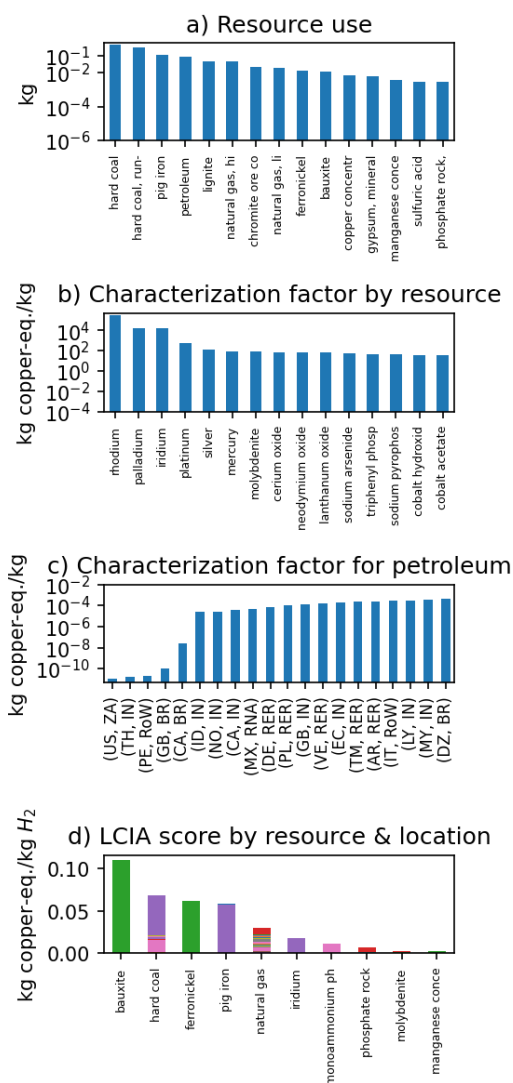 a) Resource use
kg
10^-1
10^-2
10^-4
10^-6
hard coal
hard coal, run-
pig iron
petroleum
lignite
natural gas, hi
chromite ore co
natural gas, li
ferronickel
bauxite
copper concentr
gypsum, mineral
manganese conce
sulfuric acid
phosphate rock,
b) Characterization factor by resource
kg copper-eq./kg
10^4
10^2
10^0
10^-2
10^-4
rhodium
palladium
iridium
platinum
silver
mercury
molybdenite
cerium oxide
neodymium oxide
lanthanum oxide
sodium arsenide
triphenyl phosp
sodium pyrophos
cobalt hydroxid
cobalt acetate
c) Characterization factor for petroleum
kg copper-eq./kg
10^-2
10^-4
10^-6
10^-8
10^-10
(US, ZA)
(TH, IN)
(PE, RoW)
(GB, BR)
(CA, BR)
(ID, IN)
(NO, IN)
(CA, IN)
(MX, RNA)
(DE, RER)
(PL, RER)
(GB, IN)
(VE, RER)
(EC, IN)
(TM, RER)
(AR, RER)
(IT, RoW)
(LY, IN)
(MY, IN)
(DZ, BR)
d) LCIA score by resource & location
kg copper-eq./kg H₂
0.10
0.05
0.00
bauxite
hard coal
ferronickel
pig iron
natural gas
iridium
monoammonium ph
phosphate rock
molybdenite
manganese conce